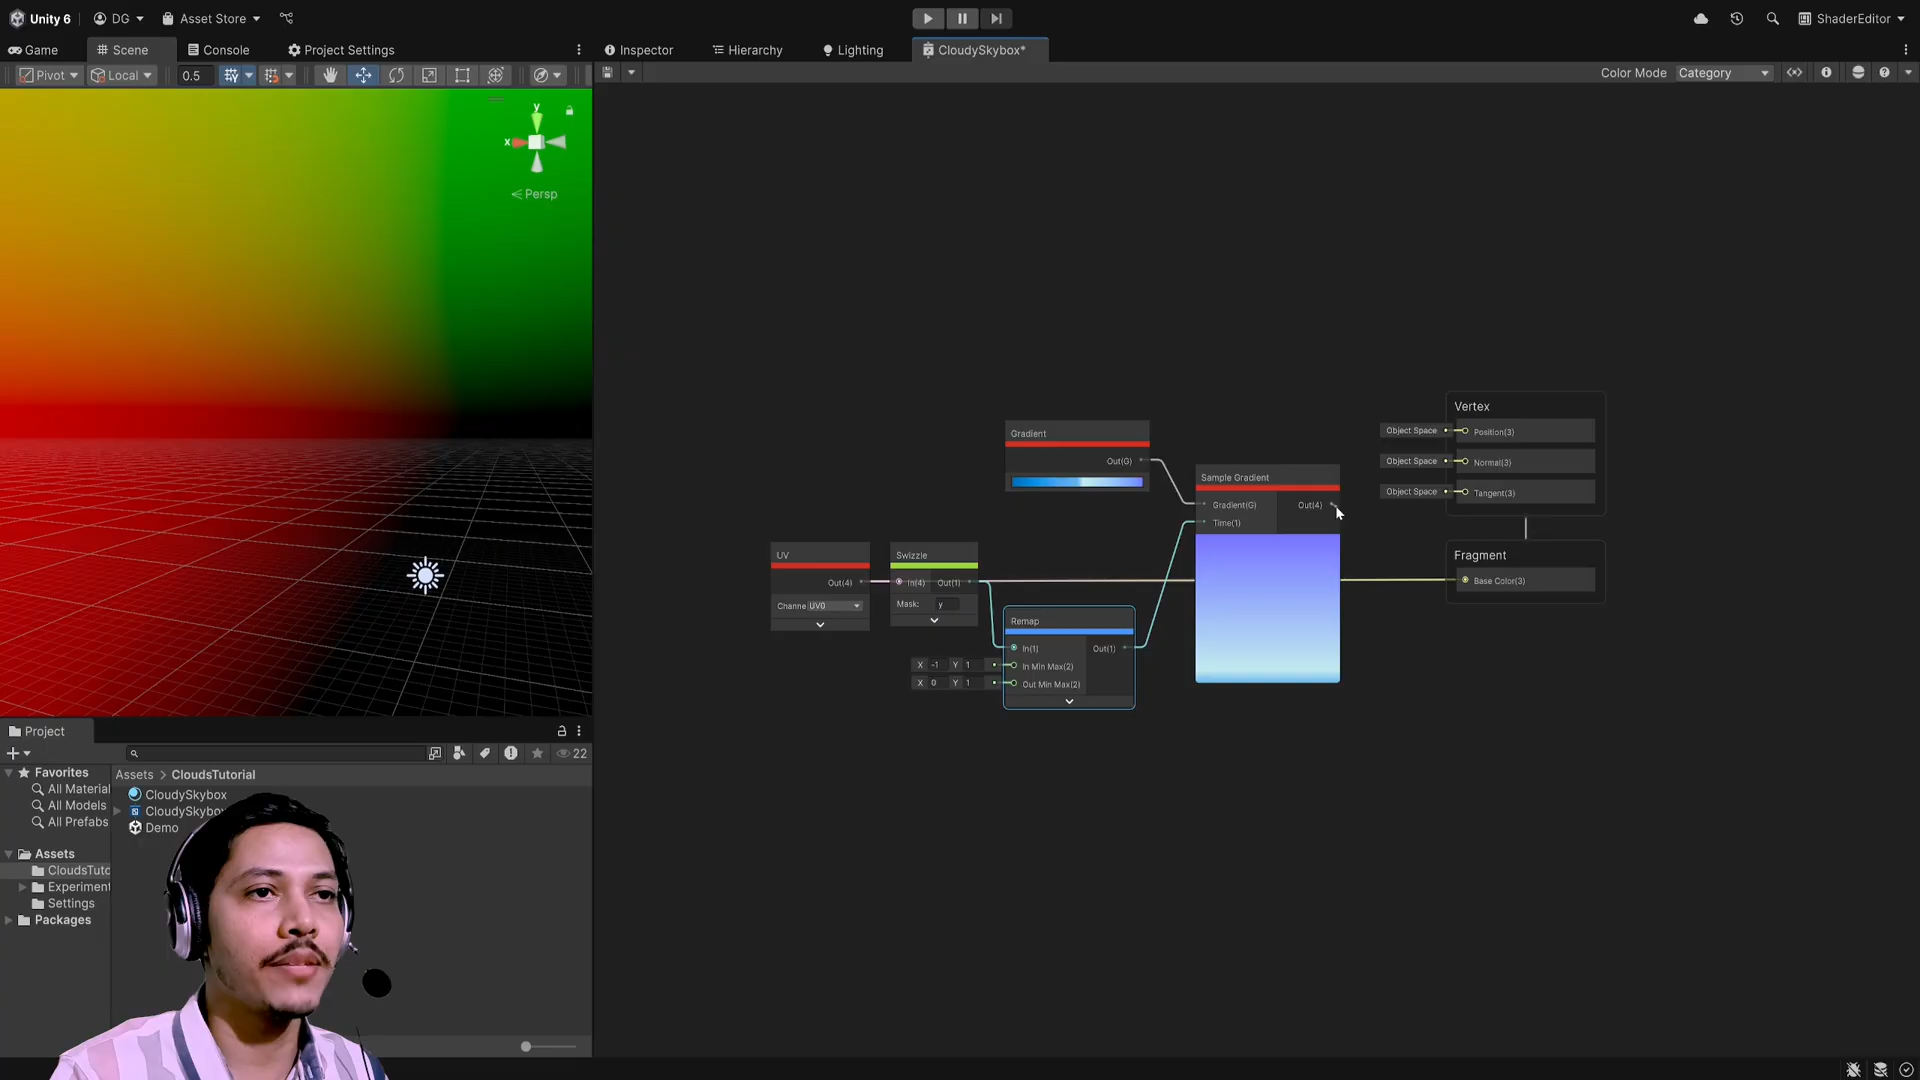 Unity 6
DG
Asset Store
ShaderEditor
Game
Scene
Console
Project Settings
Inspector
Hierarchy
Lighting
CloudySkybox*
Pivot
Local
0.5
Color Mode
Category
y
x
Persp
Gradient
Out(G)
Sample Gradient
Gradient(G)
Out(4)
Time(1)
Vertex
Object Space
Position(3)
Object Space
Normal(3)
Object Space
Tangent(3)
Fragment
Base Color(3)
UV
Out(4)
Channe
UV0
Swizzle
In(4)
Out(1)
Mask:
y
Remap
In(1)
Out(1)
X -1 Y 1
In Min Max(2)
X 0 Y 1
Out Min Max(2)
Project
22
Favorites
All Material
All Models
All Prefabs
Assets
CloudsTuto
Experiment
Settings
Packages
Assets > CloudsTutorial
CloudySkybox
CloudySkybo
Demo